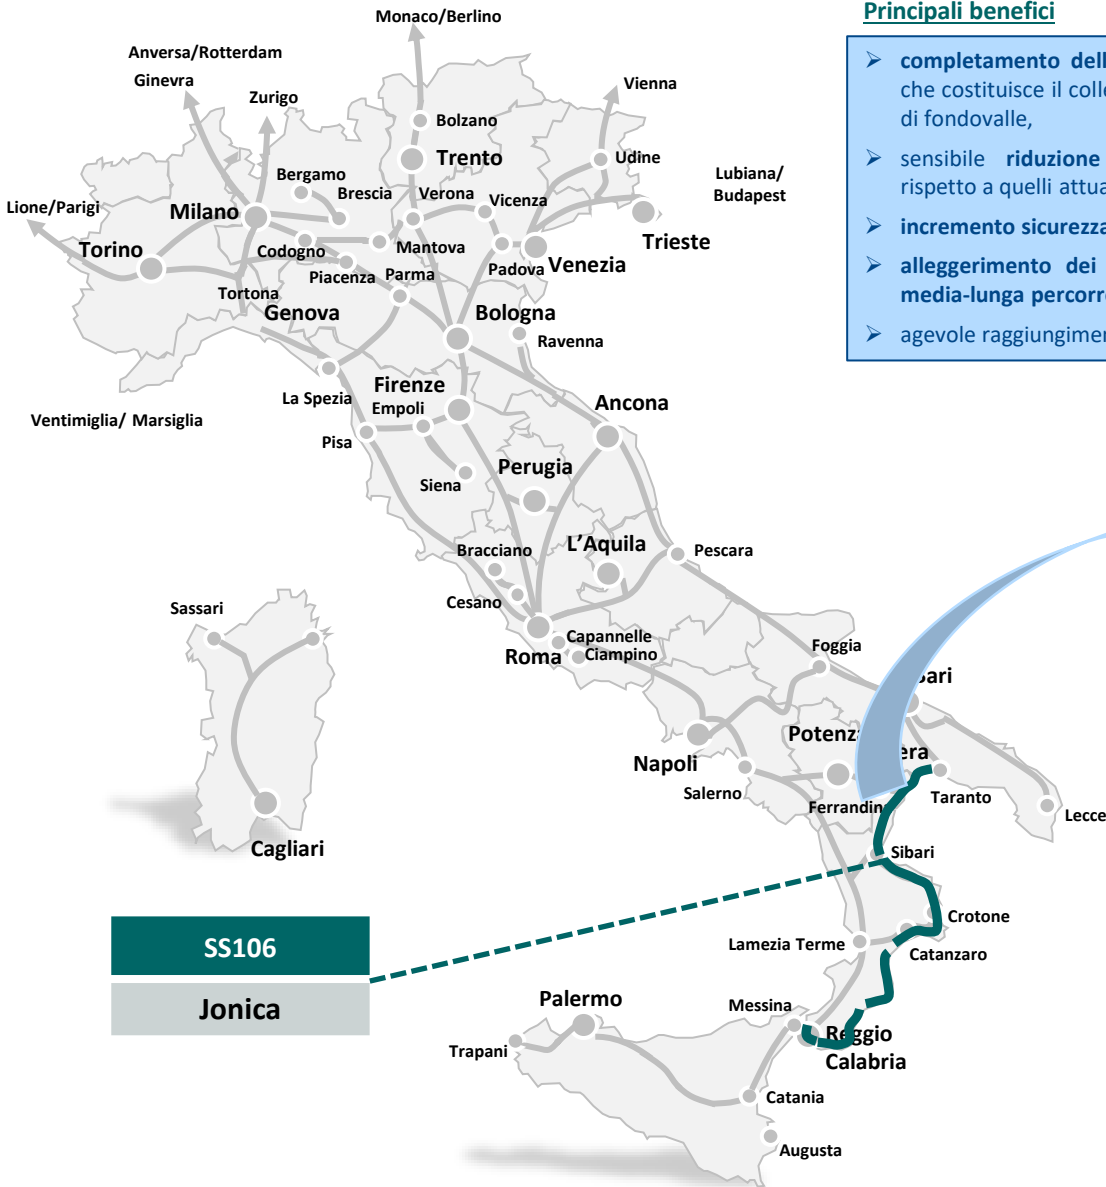 Principali benefici
completamento dell
che costituisce il colle
di fondovalle,
sensibile riduzione
rispetto a quelli attua
incremento sicurezza
alleggerimento dei
media-lunga percorr
agevole raggiungimen
Monaco/Berlino
Anversa/Rotterdam
Ginevra
Zurigo
Vienna
Bolzano
Trento
Udine
Lubiana/
Budapest
Bergamo
Brescia
Verona
Vicenza
Lione/Parigi
Milano
Trieste
Torino
Codogno
Mantova
Padova
Venezia
Piacenza
Parma
Tortona
Genova
Bologna
Ravenna
La Spezia
Firenze
Empoli
Ancona
Ventimiglia/ Marsiglia
Pisa
Siena
Perugia
Bracciano
L'Aquila
Pescara
Cesano
Sassari
Capannelle
Roma
Ciampino
Foggia
ari
Potenz
era
Napoli
Salerno
Ferrandin
Taranto
Lecce
Cagliari
Sibari
Crotone
SS106
Lamezia Terme
Catanzaro
Jonica
Palermo
Messina
Reggio
Calabria
Trapani
Catania
Augusta